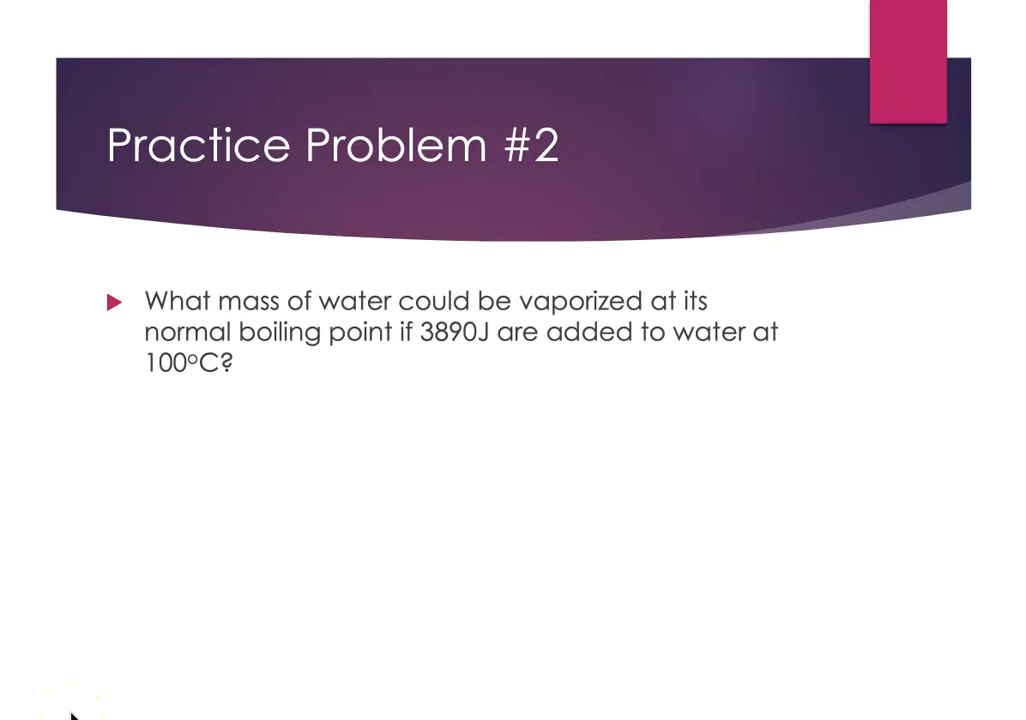 Practice Problem #2
What mass of water could be vaporized at its
normal boiling point if 3890J are added to water at
100°C?